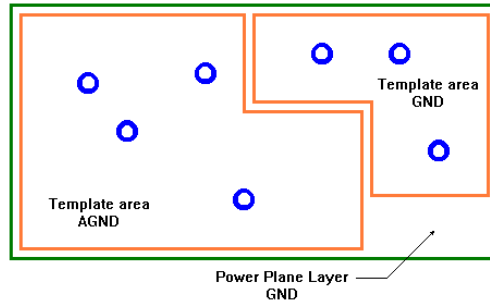 Template area
GND
Template area
AGND
Power Plane Layer
GND